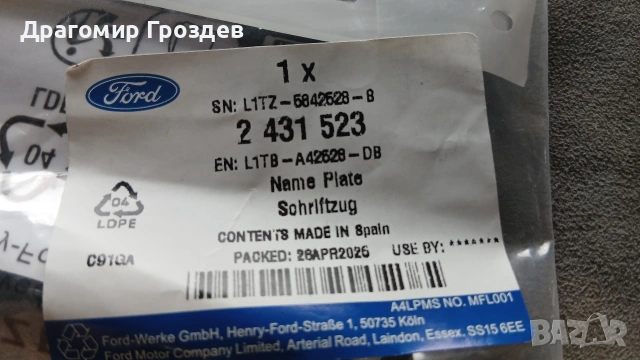 Драгомир Гроздев
Ford
1 x
SN: L1TZ-5842528-B
2 431 523
EN: L1TB-A42528-DB
Name Plate
Schriftzug
CONTENTS MADE IN Spain
04
LDPE
C91GA
PACKED: 28APR2025 USE BY: *******
A4LPMS NO. MFL001
Ford-Werke GmbH, Henry-Ford-Straße 1, 50735 Köln
Ford Motor Company Limited, Arterial Road, Laindon, Essex. SS15 6EE
BAZAR